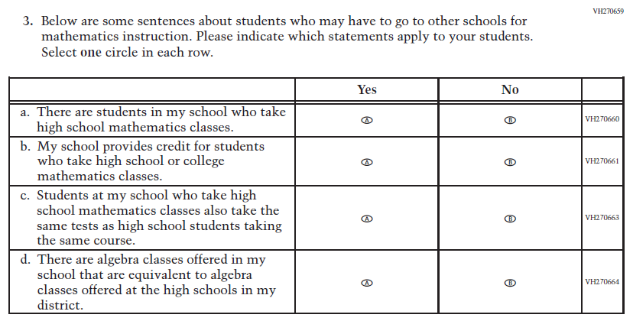 VH270659
3. Below are some sentences about students who may have to go to other schools for
mathematics instruction. Please indicate which statements apply to your students.
Select one circle in each row.
Yes No
a. There are students in my school who take
high school mathematics classes.
A B VH270660
b. My school provides credit for students
who take high school or college
mathematics classes.
A B VH270661
c. Students at my school who take high
school mathematics classes also take the
same tests as high school students taking
the same course.
A B VH270663
d. There are algebra classes offered in my
school that are equivalent to algebra
classes offered at the high schools in my
district.
A B VH270664